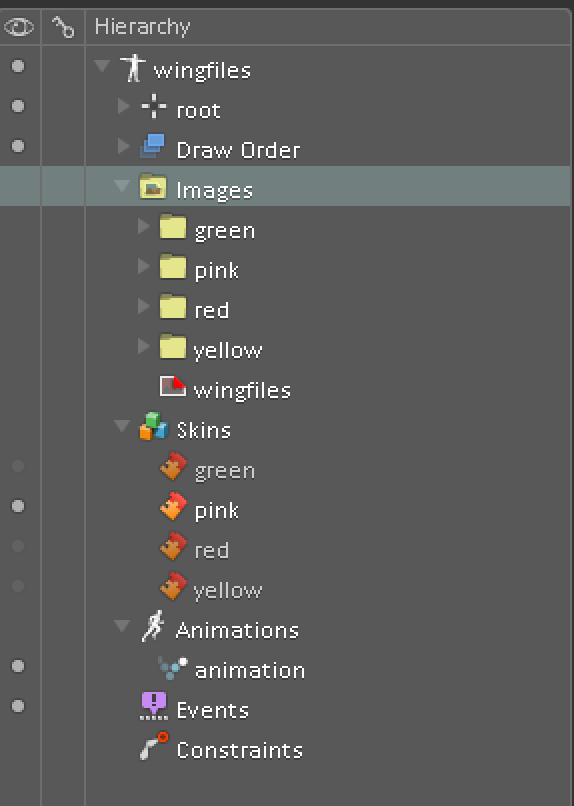 Hierarchy
wingfiles
root
Draw Order
Images
green
pink
red
yellow
wingfiles
Skins
green
pink
red
yellow
Animations
animation
Events
Constraints